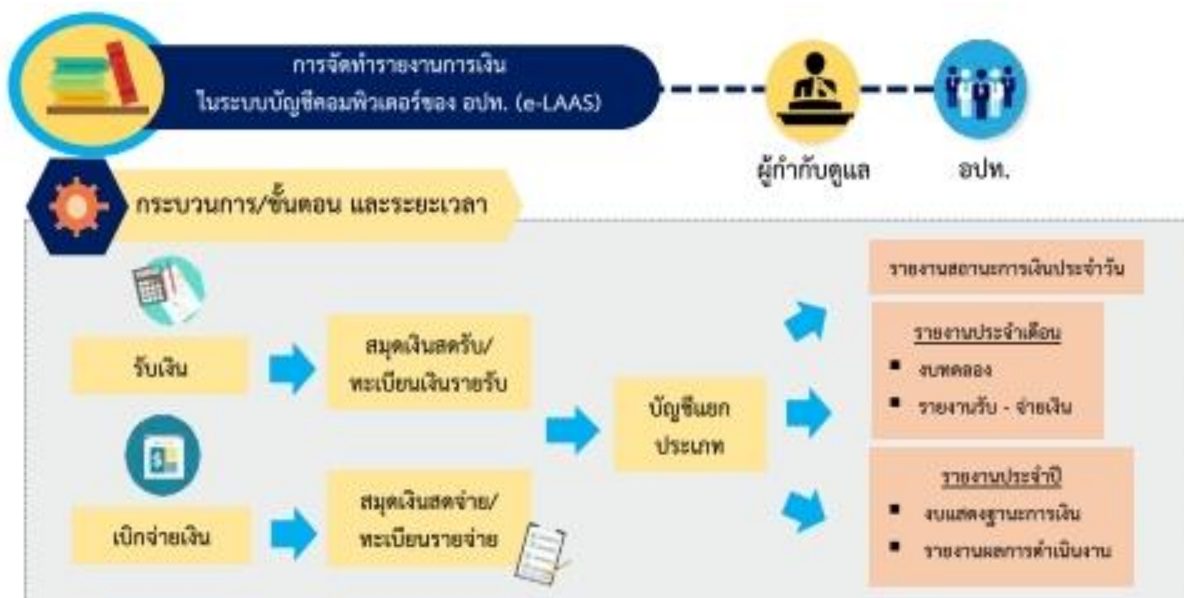 การจัดทำรายงานการเงิน
ในระบบบัญชีคอมพิวเตอร์ของ อปท. (e-LAAS)
ผู้กำกับดูแล
อปท.
กระบวนการ/ขั้นตอน และระยะเวลา
รับเงิน
สมุดเงินสดรับ/
ทะเบียนเงินรายรับ
เบิกจ่ายเงิน
สมุดเงินสดจ่าย/
ทะเบียนรายจ่าย
บัญชีแยก
ประเภท
รายงานสถานะการเงินประจำวัน
รายงานประจำเดือน
▪ งบทดลอง
▪ รายงานรับ - จ่ายเงิน
รายงานประจำปี
▪ งบแสดงฐานะการเงิน
▪ รายงานผลการดำเนินงาน